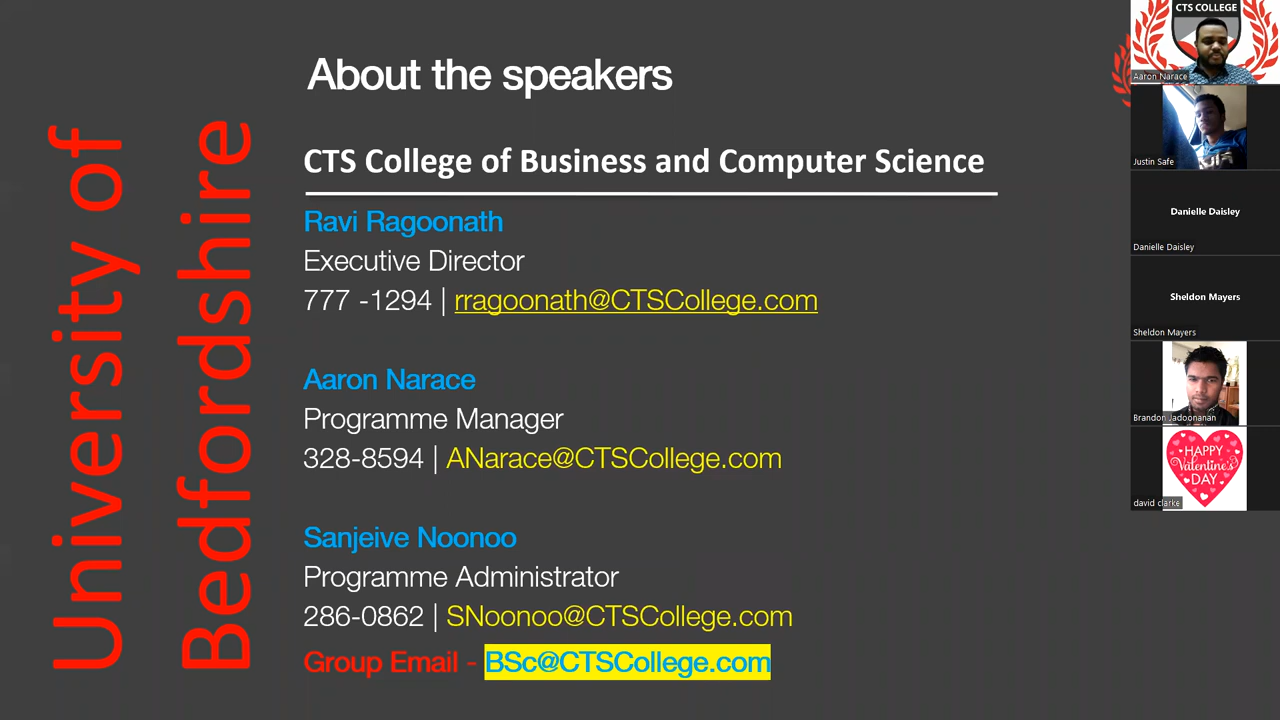 About the speakers
University of
Bedfordshire
CTS College of Business and Computer Science
Ravi Ragoonath
Executive Director
777 -1294 | rragoonath@CTSCollege.com
Aaron Narace
Programme Manager
328-8594 | ANarace@CTSCollege.com
Sanjeive Noonoo
Programme Administrator
286-0862 | SNoonoo@CTSCollege.com
Group Email - BSc@CTSCollege.com
CTS COLLEGE
Aaron Narace
Justin Safe
Danielle Daisley
Danielle Daisley
Sheldon Mayers
Sheldon Mayers
Brandon Jadoonanan
HAPPY
Valentine's
DAY
david clarke